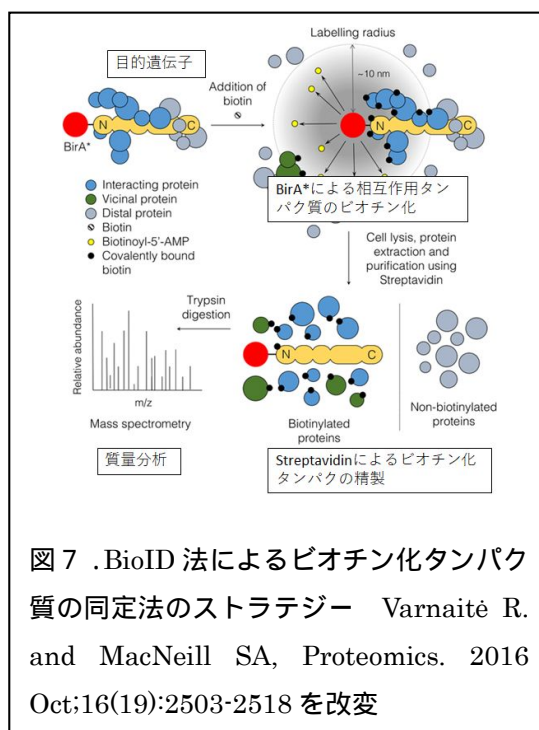 Labelling radius
目的遺伝子
Addition of
biotin
~10 nm
N
C
BirA*
N
C
Interacting protein
Vicinal protein
Distal protein
Biotin
Biotinoyl-5'-AMP
Covalently bound
biotin
BirA*による相互作用タン
パク質のビオチン化
Cell lysis, protein
extraction and
purification using
Streptavidin
Trypsin
digestion
Relative abundance
m/z
Mass spectrometry
N
C
Biotinylated
proteins
Non-biotinylated
proteins
質量分析
Streptavidinによるビオチン化
タンパクの精製
図７．BioID 法によるビオチン化タンパク
質の同定法のストラテジー Varnaitė R.
and MacNeill SA, Proteomics. 2016
Oct;16(19):2503-2518 を改変